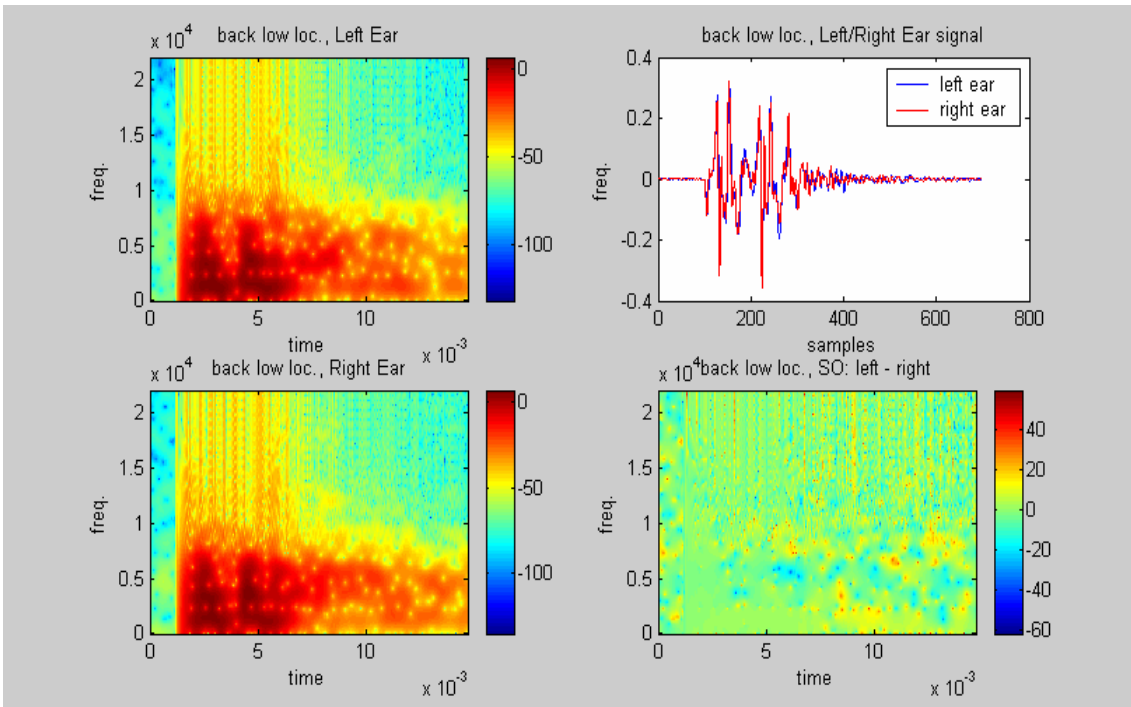 back low loc., Left Ear
x 10^4
freq.
2
1.5
1
0.5
0
0
5
10
time
x 10^-3
0
-50
-100
back low loc., Left/Right Ear signal
left ear
right ear
freq.
0.4
0.2
0
-0.2
-0.4
0
200
400
600
800
samples
back low loc., Right Ear
x 10^4
freq.
2
1.5
1
0.5
0
0
5
10
time
x 10^-3
0
-50
-100
x 10^4
back low loc., SO: left - right
freq.
2
1.5
1
0.5
0
0
5
10
time
x 10^-3
40
20
0
-20
-40
-60